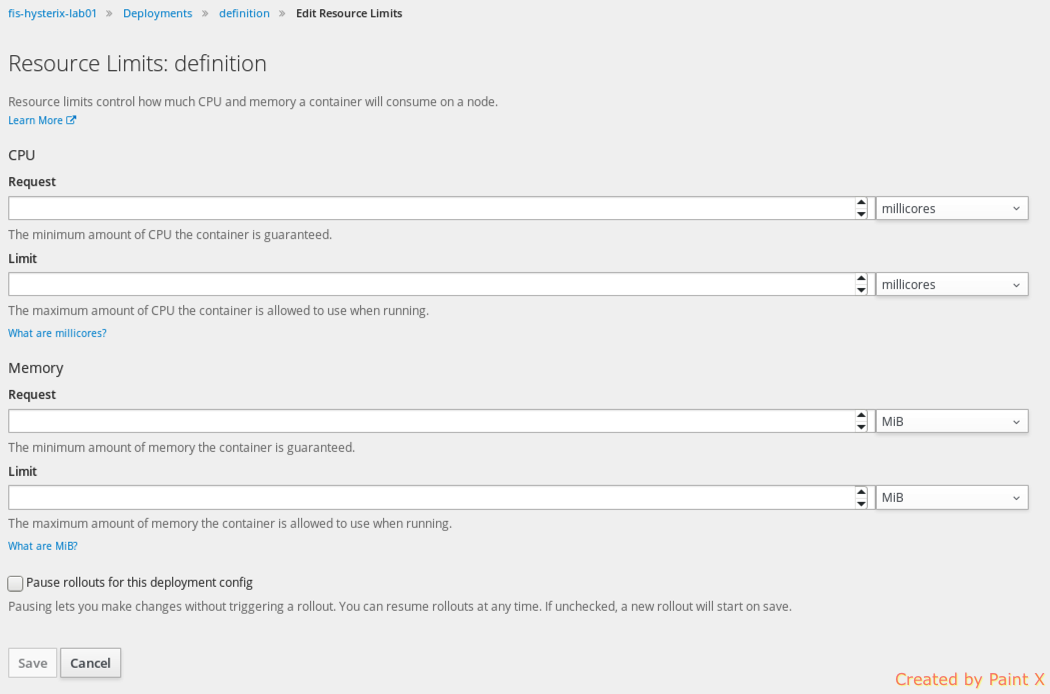 fis-hysterix-lab01 » Deployments » definition » Edit Resource Limits
Resource Limits: definition
Resource limits control how much CPU and memory a container will consume on a node.
Learn More
CPU
Request
millicores
The minimum amount of CPU the container is guaranteed.
Limit
millicores
The maximum amount of CPU the container is allowed to use when running.
What are millicores?
Memory
Request
MiB
The minimum amount of memory the container is guaranteed.
Limit
MiB
The maximum amount of memory the container is allowed to use when running.
What are MiB?
Pause rollouts for this deployment config
Pausing lets you make changes without triggering a rollout. You can resume rollouts at any time. If unchecked, a new rollout will start on save.
Save Cancel
Created by Paint X